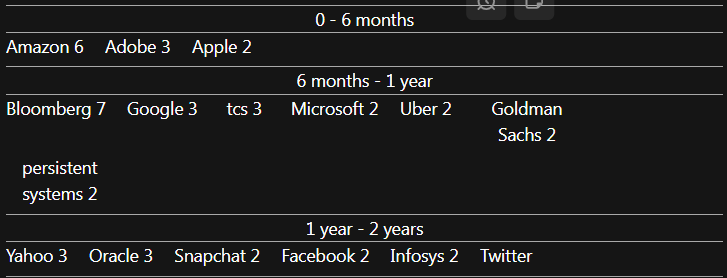 0 - 6 months
Amazon 6 Adobe 3 Apple 2
6 months - 1 year
Bloomberg 7 Google 3 tcs 3 Microsoft 2 Uber 2 Goldman
Sachs 2
persistent
systems 2
1 year - 2 years
Yahoo 3 Oracle 3 Snapchat 2 Facebook 2 Infosys 2 Twitter